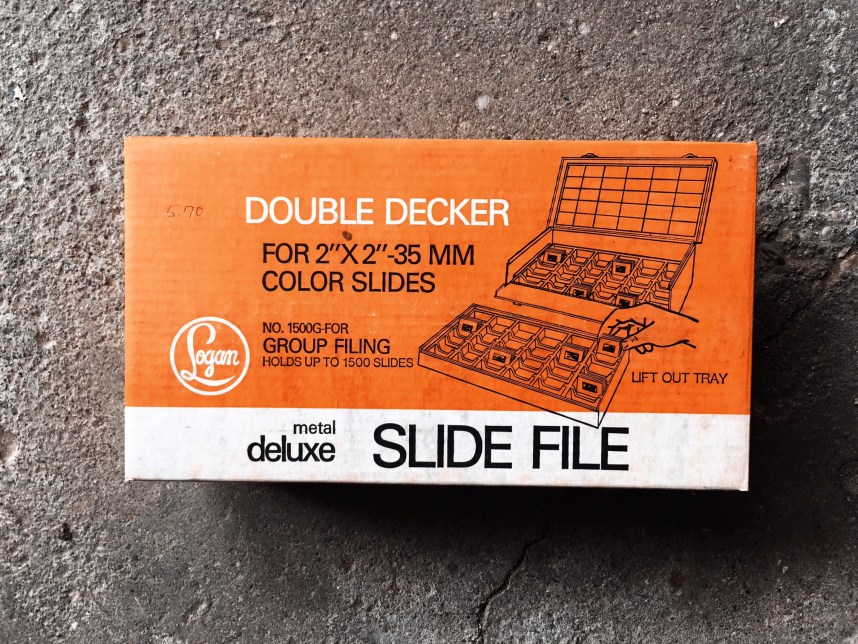 5.70
DOUBLE DECKER
FOR 2"X 2"-35 MM
COLOR SLIDES
Logan
NO. 1500G-FOR
GROUP FILING
HOLDS UP TO 1500 SLIDES
LIFT OUT TRAY
metal
deluxe
SLIDE FILE